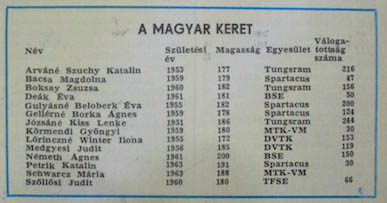 A MAGYAR KERET
Név Születési év Magasság Egyesület Váloga-tottság száma
Arváné Szuchy Katalin 1953 177 Tungsram 216
Bacsa Magdolna 1959 179 Spartacus 47
Boksay Zsuzsa 1960 182 Tungsram 156
Deák Éva 1961 181 BSE 50
Gulyásné Beloberk Éva 1955 182 Spartacus 200
Gellérné Borka Ágnes 1959 178 Spartacus 124
Józsáné Kiss Lenke 1951 186 Tungsram 244
Körmendi Gyöngyi 1959 180 MTK-VM 30
Lőrinczné Winter Ilona 1955 172 DVTK 153
Medgyesi Judit 1956 185 DVTK 119
Németh Ágnes 1961 200 BSE 150
Petrik Katalin 1963 191 Spartacus 30
Schwarcz Mária 1963 188 MTK-VM
Szöllősi Judit 1960 180 TFSE 66